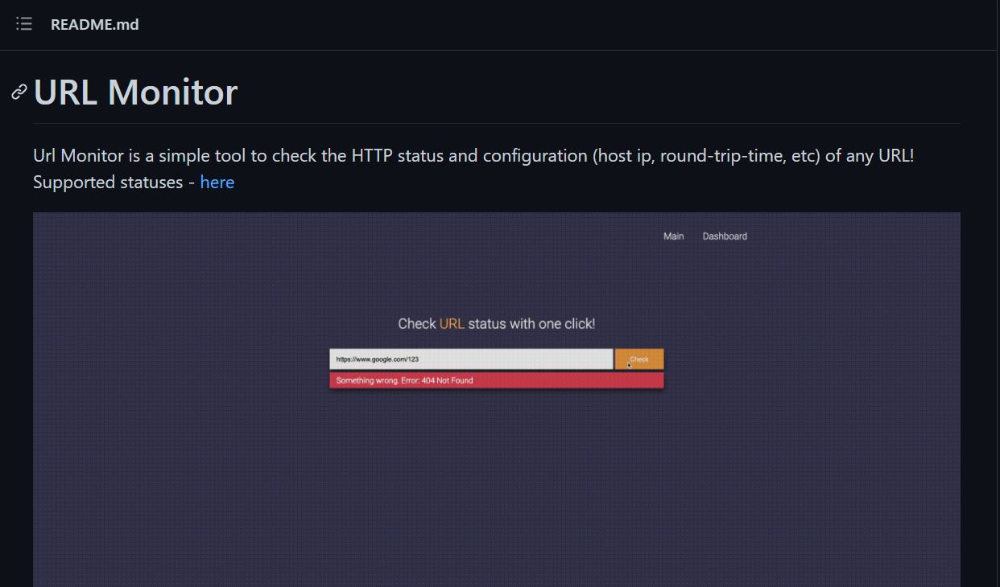 README.md
URL Monitor
Url Monitor is a simple tool to check the HTTP status and configuration (host ip, round-trip-time, etc) of any URL!
Supported statuses - here
Main Dashboard
Check URL status with one click!
https://www.google.com/123 Check
Something wrong. Error: 404 Not Found